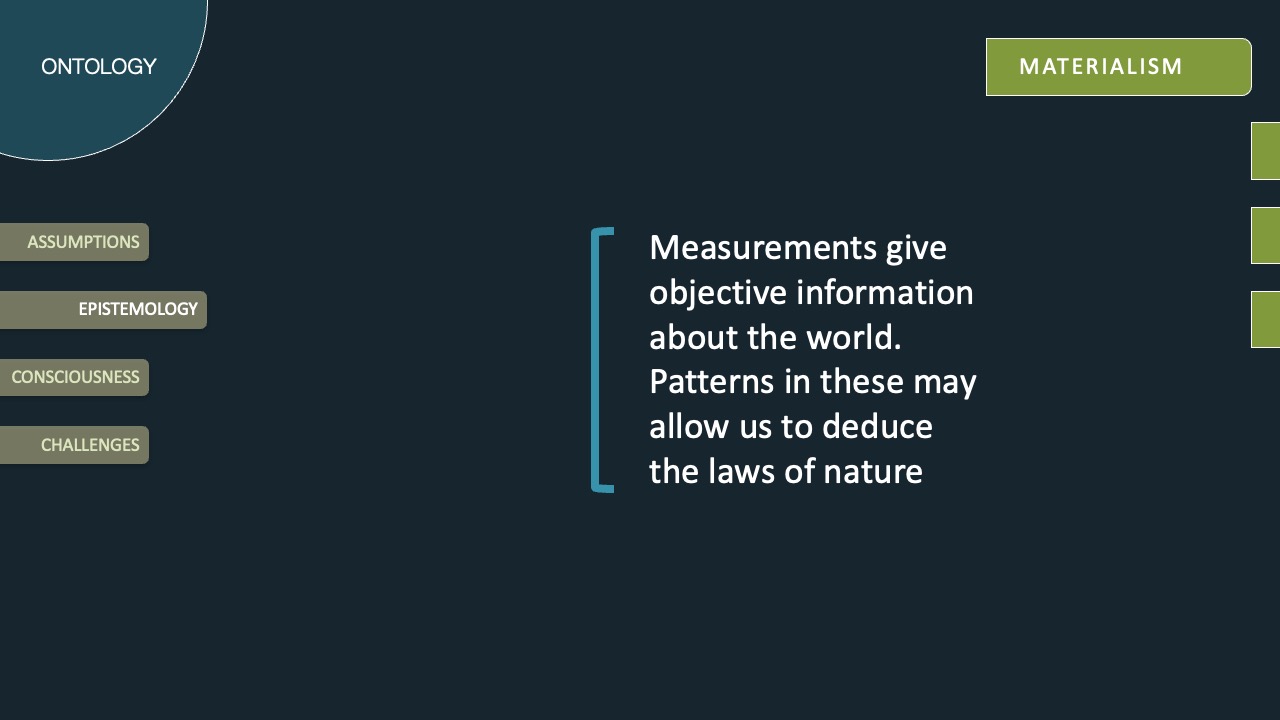 ONTOLOGY
MATERIALISM
ASSUMPTIONS
EPISTEMOLOGY
CONSCIOUSNESS
CHALLENGES
Measurements give
objective information
about the world.
Patterns in these may
allow us to deduce
the laws of nature